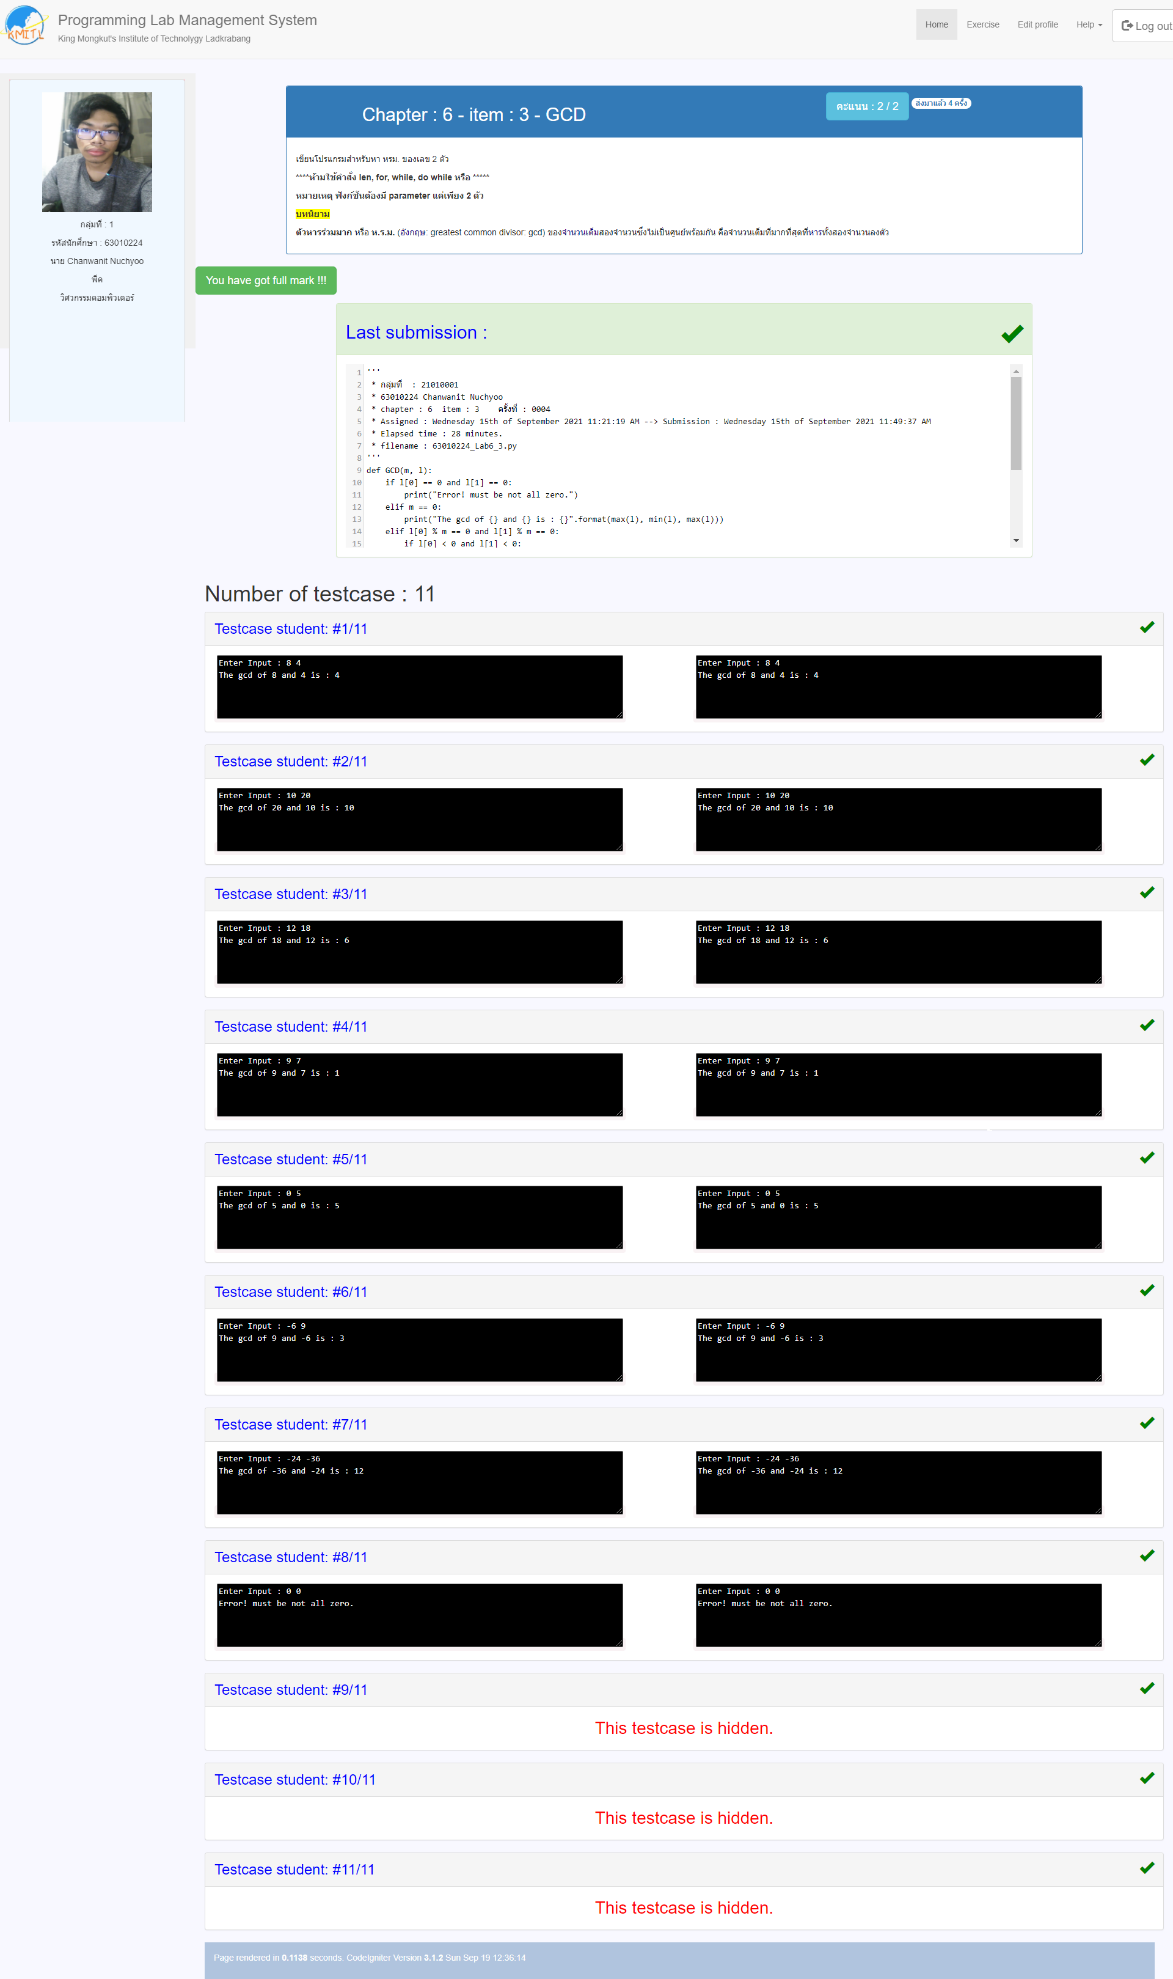 Programming Lab Management System
King Mongkut's Institute of Technolygy Ladkrabang
KMITL
Home Exercise Edit profile Help Log out
กลุ่มที่ : 1
รหัสนักศึกษา : 63010224
นาย Chanwanit Nuchyoo
พีค
วิศวกรรมคอมพิวเตอร์
Chapter : 6 - item : 3 - GCD
คะแนน : 2 / 2 ส่งมาแล้ว 4 ครั้ง
เขียนโปรแกรมสำหรับหา หรม. ของเลข 2 ตัว
****ห้ามใช้คำสั่ง len, for, while, do while หรือ *****
หมายเหตุ ฟังก์ชันต้องมี parameter แค่เพียง 2 ตัว
บทนิยาม
ตัวหารร่วมมาก หรือ ห.ร.ม. (อังกฤษ: greatest common divisor: gcd) ของจำนวนเต็มสองจำนวนซึ่งไม่เป็นศูนย์พร้อมกัน คือจำนวนเต็มที่มากที่สุดที่หารทั้งสองจำนวนลงตัว
You have got full mark !!!
Last submission :
1 '''
2 * กลุ่มที่ : 21010001
3 * 63010224 Chanwanit Nuchyoo
4 * chapter : 6 item : 3 ครั้งที่ : 0004
5 * Assigned : Wednesday 15th of September 2021 11:21:19 AM --> Submission : Wednesday 15th of September 2021 11:49:37 AM
6 * Elapsed time : 28 minutes.
7 * filename : 63010224_Lab6_3.py
8 '''
9 def GCD(m, l):
10 if l[0] == 0 and l[1] == 0:
11 print("Error! must be not all zero.")
12 elif m == 0:
13 print("The gcd of {} and {} is : {}".format(max(l), min(l), max(l)))
14 elif l[0] % m == 0 and l[1] % m == 0:
15 if l[0] < 0 and l[1] < 0:
Number of testcase : 11
Testcase student: #1/11
Enter Input : 8 4
The gcd of 8 and 4 is : 4
Enter Input : 8 4
The gcd of 8 and 4 is : 4
Testcase student: #2/11
Enter Input : 10 20
The gcd of 20 and 10 is : 10
Enter Input : 10 20
The gcd of 20 and 10 is : 10
Testcase student: #3/11
Enter Input : 12 18
The gcd of 18 and 12 is : 6
Enter Input : 12 18
The gcd of 18 and 12 is : 6
Testcase student: #4/11
Enter Input : 9 7
The gcd of 9 and 7 is : 1
Enter Input : 9 7
The gcd of 9 and 7 is : 1
Testcase student: #5/11
Enter Input : 0 5
The gcd of 5 and 0 is : 5
Enter Input : 0 5
The gcd of 5 and 0 is : 5
Testcase student: #6/11
Enter Input : -6 9
The gcd of 9 and -6 is : 3
Enter Input : -6 9
The gcd of 9 and -6 is : 3
Testcase student: #7/11
Enter Input : -24 -36
The gcd of -36 and -24 is : 12
Enter Input : -24 -36
The gcd of -36 and -24 is : 12
Testcase student: #8/11
Enter Input : 0 0
Error! must be not all zero.
Enter Input : 0 0
Error! must be not all zero.
Testcase student: #9/11
This testcase is hidden.
Testcase student: #10/11
This testcase is hidden.
Testcase student: #11/11
This testcase is hidden.
Page rendered in 0.1138 seconds. CodeIgniter Version 3.1.2 Sun Sep 19 12:36:14